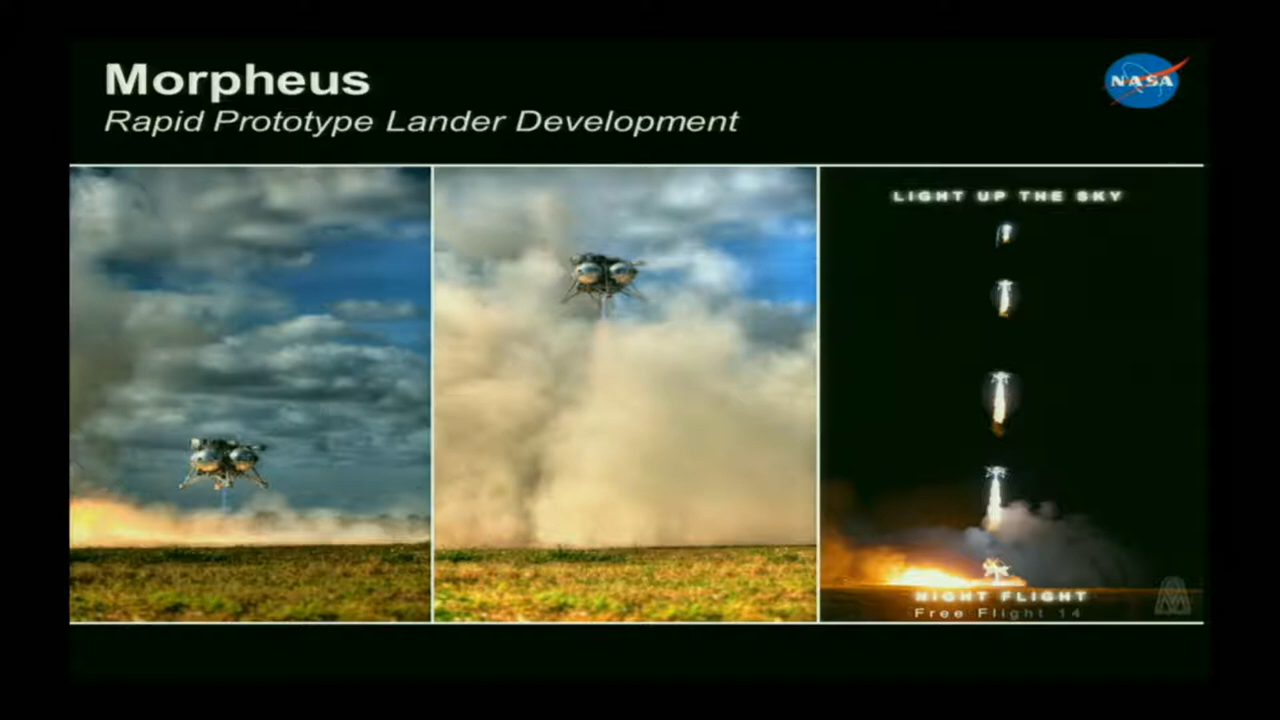 Morpheus
Rapid Prototype Lander Development
NASA
LIGHT UP THE SKY
NIGHT FLIGHT
Free Flight 14